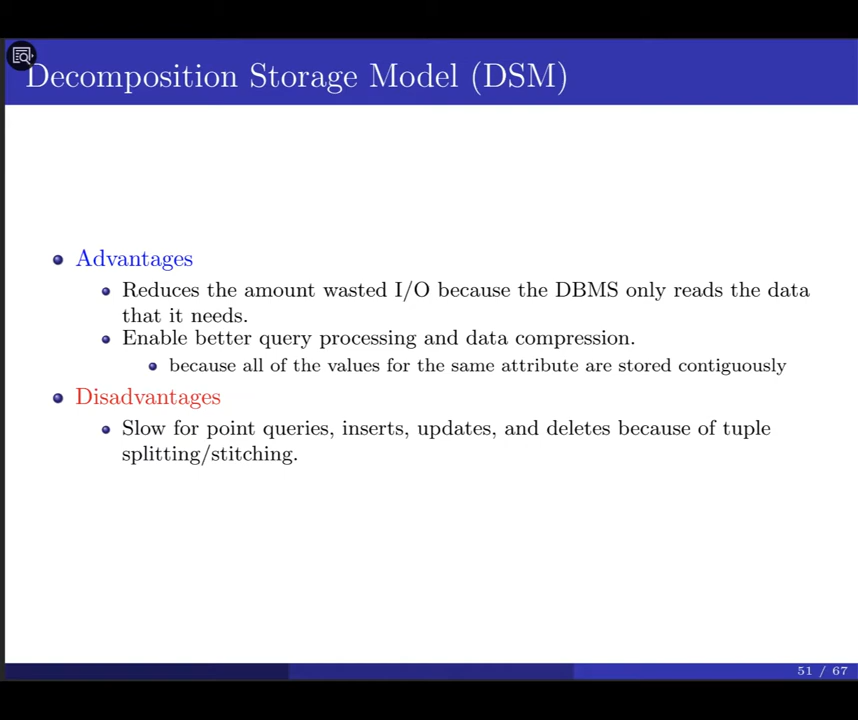 Decomposition Storage Model (DSM)
Advantages
Reduces the amount wasted I/O because the DBMS only reads the data
that it needs.
Enable better query processing and data compression.
because all of the values for the same attribute are stored contiguously
Disadvantages
Slow for point queries, inserts, updates, and deletes because of tuple
splitting/stitching.
51 / 67